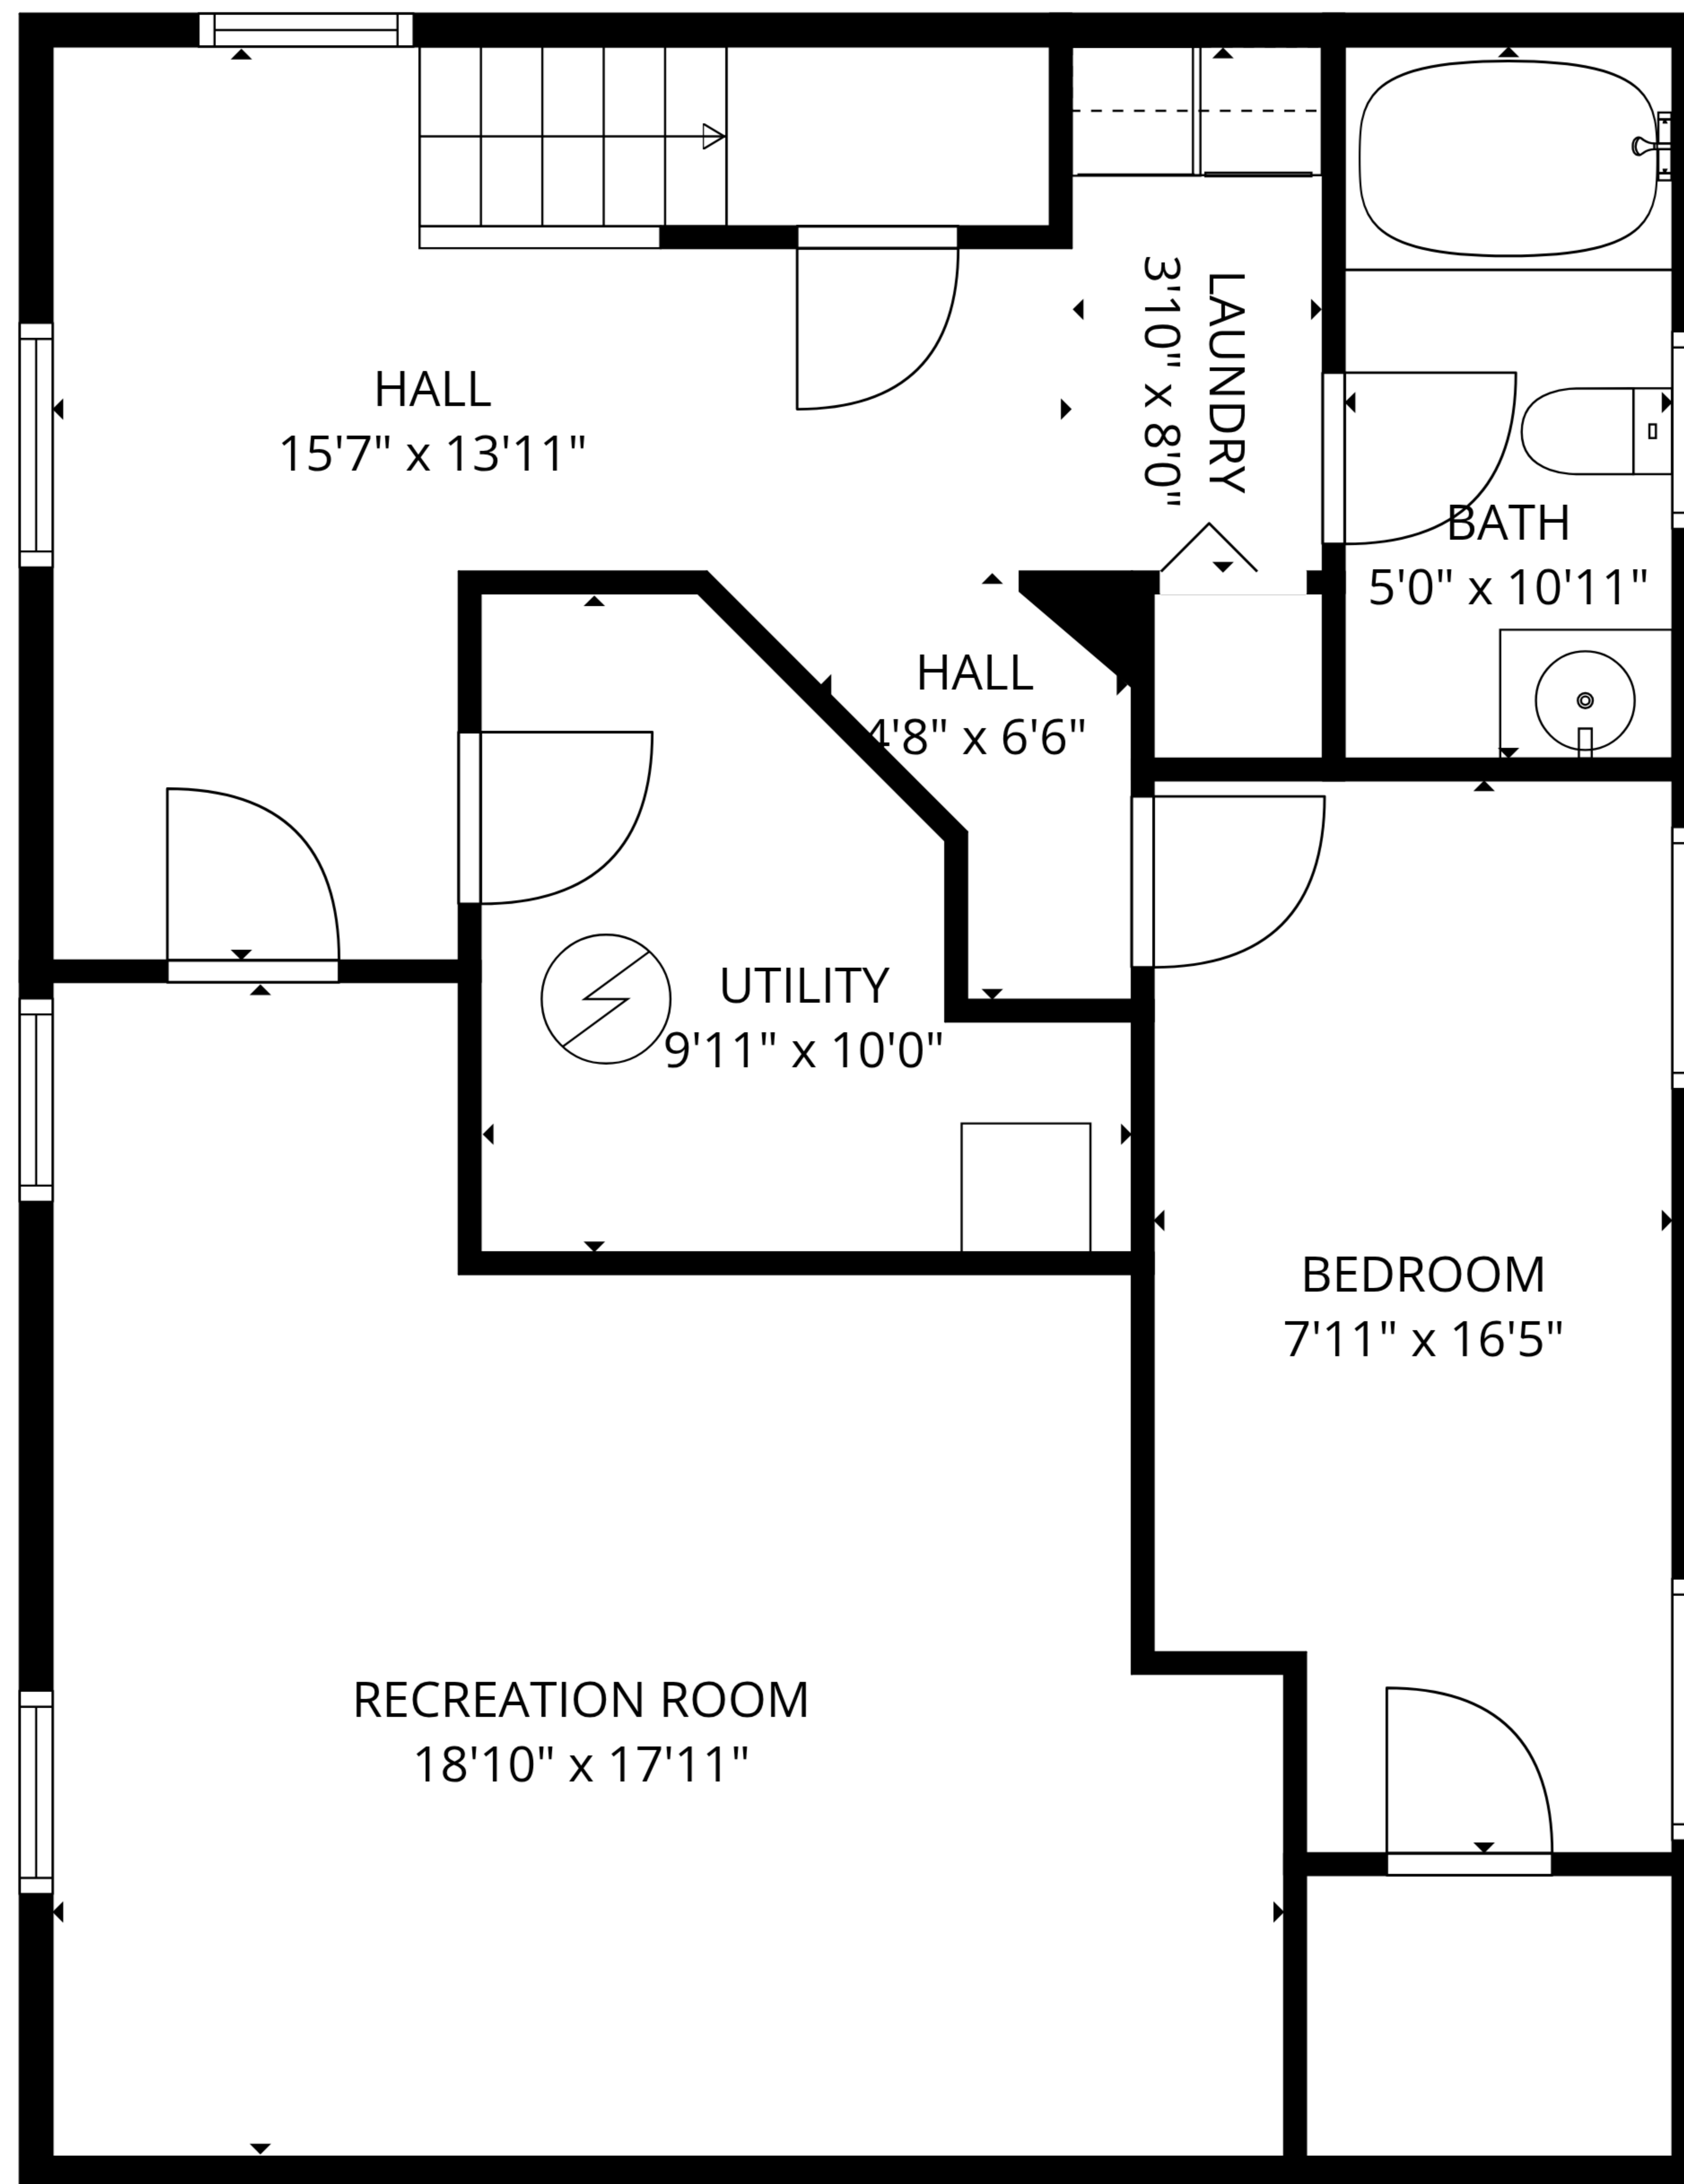 HALL
15'7" x 13'11"
LAUNDRY
3'10" x 8'0"
BATH
5'0" x 10'11"
HALL
4'8" x 6'6"
UTILITY
9'11" x 10'0"
BEDROOM
7'11" x 16'5"
RECREATION ROOM
18'10" x 17'11"